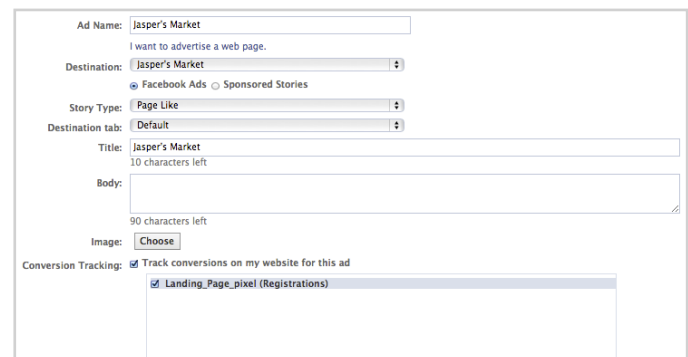 Ad Name: Jasper's Market
I want to advertise a web page.
Destination: Jasper's Market
Facebook Ads Sponsored Stories
Story Type: Page Like
Destination tab: Default
Title: Jasper's Market
10 characters left
Body:
90 characters left
Image: Choose
Conversion Tracking: Track conversions on my website for this ad
Landing_Page_pixel (Registrations)